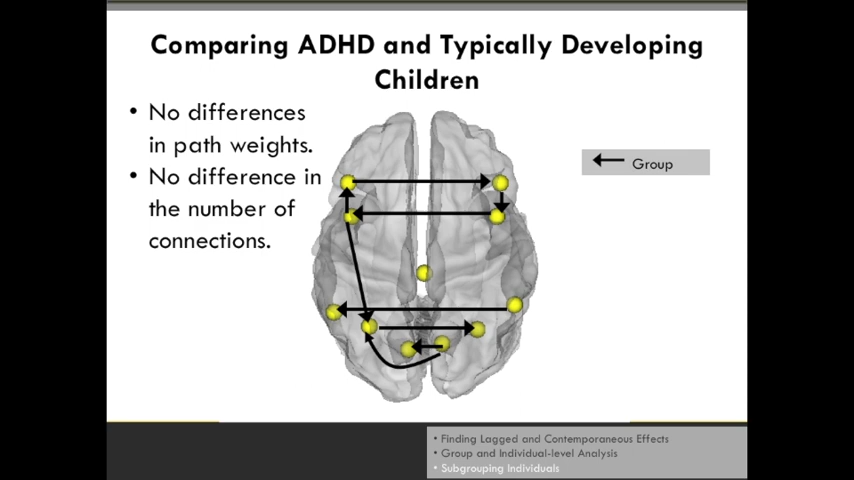 Comparing ADHD and Typically Developing
Children
• No differences
in path weights.
• No difference in
the number of
connections.
Group
• Finding Lagged and Contemporaneous Effects
• Group and Individual-level Analysis
• Subgrouping Individuals